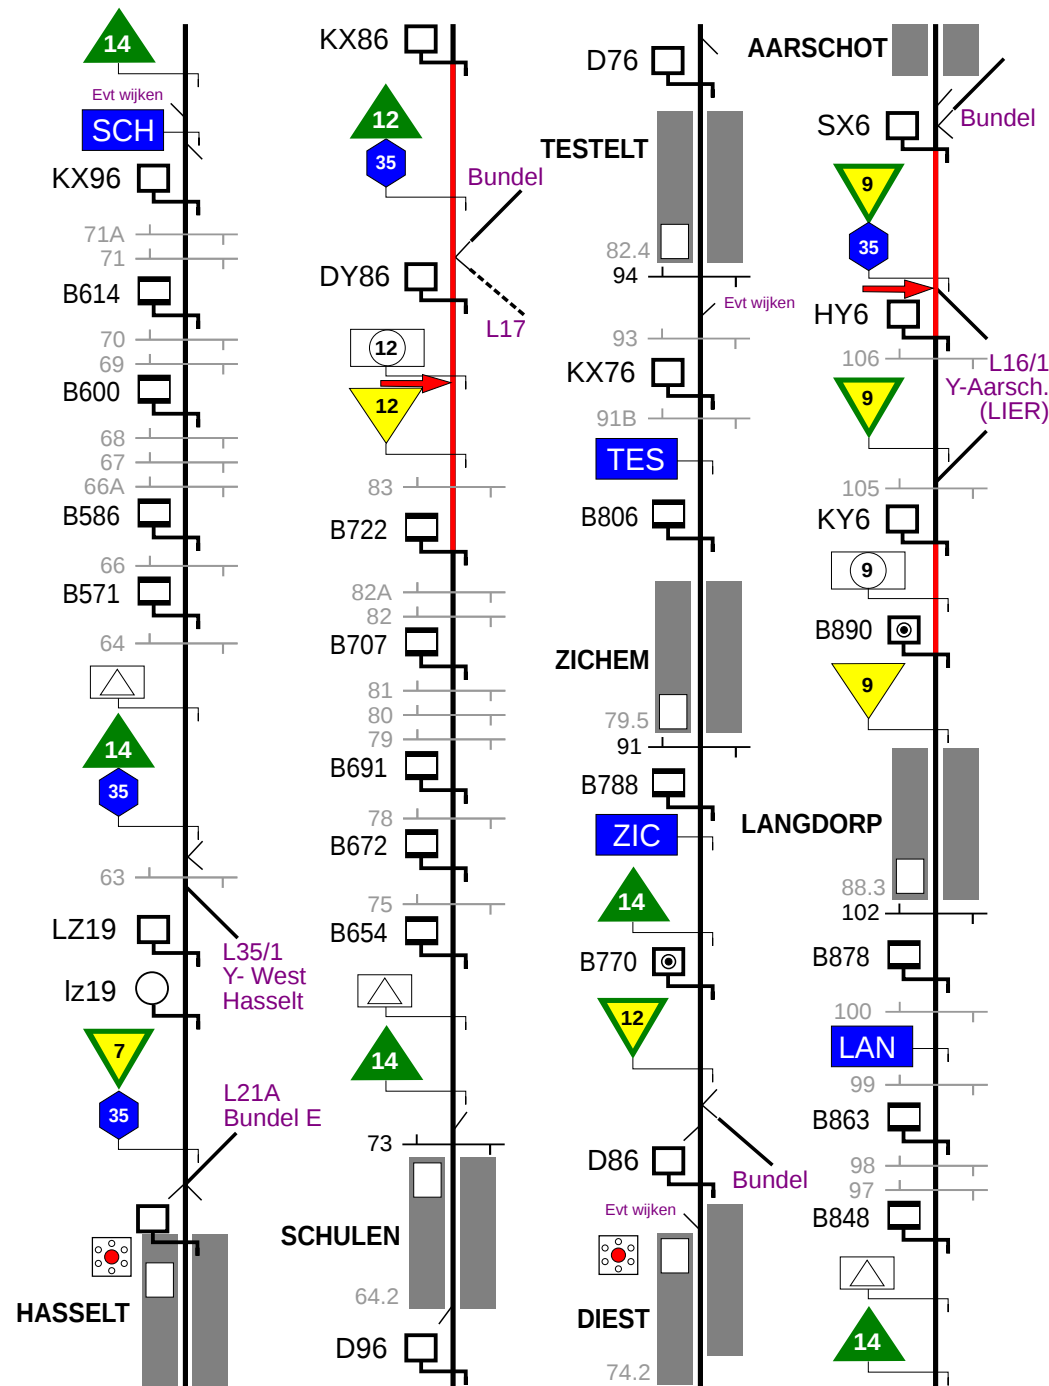 14
Evt wijken
SCH
KX96
71A
71
B614
70
69
B600
68
67
66A
B586
66
B571
64
14
35
63
LZ19
L35/1
Y- West
Hasselt
lz19
7
35
L21A
Bundel E
HASSELT
KX86
12
35
Bundel
DY86
L17
12
12
83
B722
82A
82
B707
81
80
79
B691
78
B672
75
B654
14
73
SCHULEN
64.2
D96
D76
TESTELT
82.4
94
Evt wijken
93
KX76
91B
TES
B806
ZICHEM
79.5
91
B788
ZIC
14
B770
12
D86
Bundel
Evt wijken
DIEST
74.2
AARSCHOT
SX6
Bundel
9
35
HY6
106
L16/1
Y-Aarsch.
(LIER)
9
105
KY6
9
B890
9
LANGDORP
88.3
102
B878
100
LAN
99
B863
98
97
B848
14